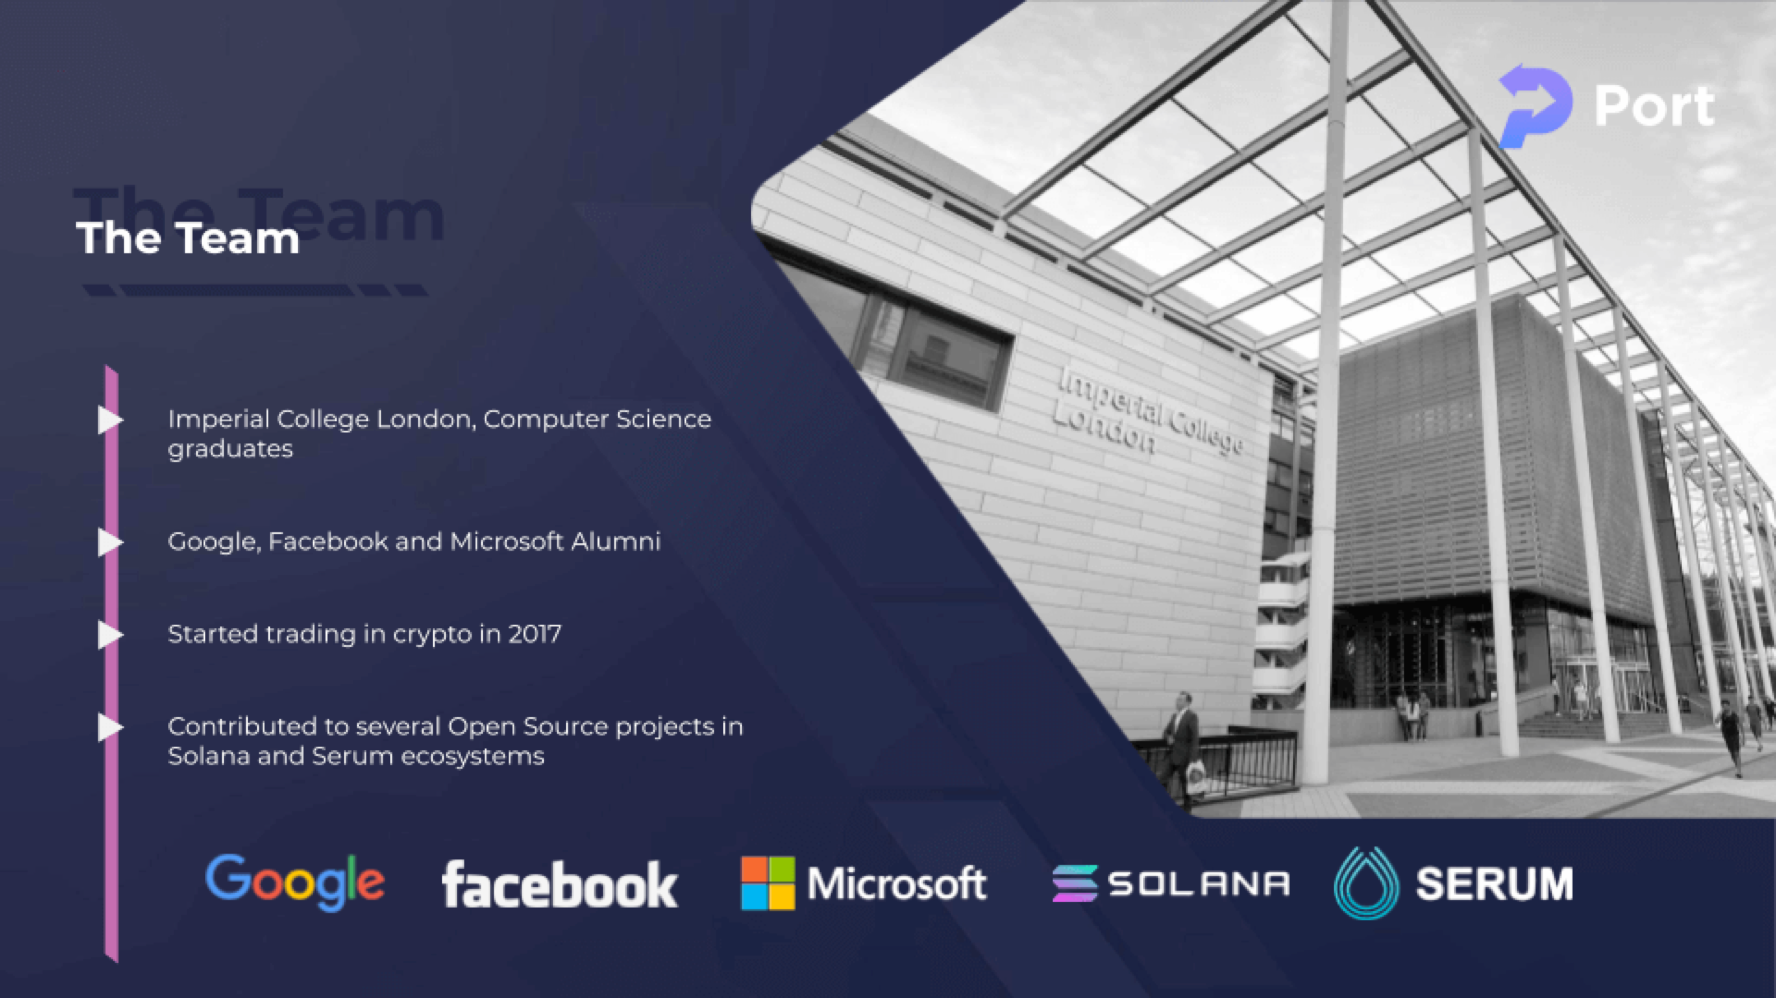 Port
The Team
The Team
Imperial College London, Computer Science
graduates
Google, Facebook and Microsoft Alumni
Started trading in crypto in 2017
Contributed to several Open Source projects in
Solana and Serum ecosystems
Imperial College
London
Google
facebook
Microsoft
SOLANA
SERUM